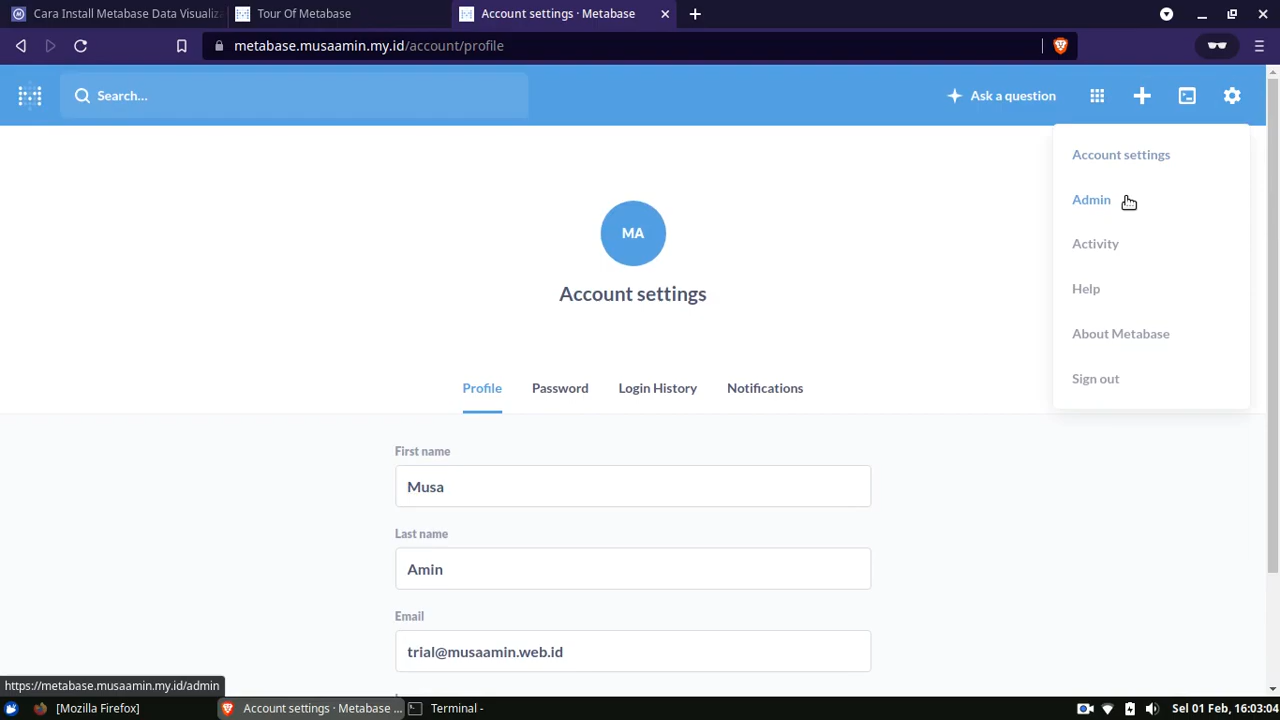 Cara Install Metabase Data Visualiz
Tour Of Metabase
Account settings · Metabase
metabase.musaamin.my.id/account/profile
Search...
Ask a question
Account settings
Admin
Activity
Help
About Metabase
Sign out
MA
Account settings
Profile
Password
Login History
Notifications
First name
Musa
Last name
Amin
Email
trial@musaamin.web.id
https://metabase.musaamin.my.id/admin
[Mozilla Firefox]
Account settings · Metabase ...
Terminal -
Sel 01 Feb, 16:03:04